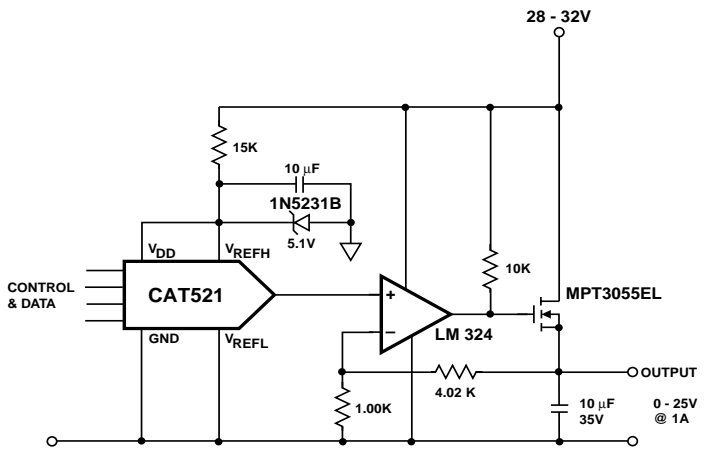 28 - 32V
15K
10 µF
1N5231B
5.1V
VDD
VREFH
CONTROL
& DATA
CAT521
GND
VREFL
+
−
LM 324
10K
MPT3055EL
4.02 K
1.00K
OUTPUT
10 µF
35V
0 - 25V
@ 1A